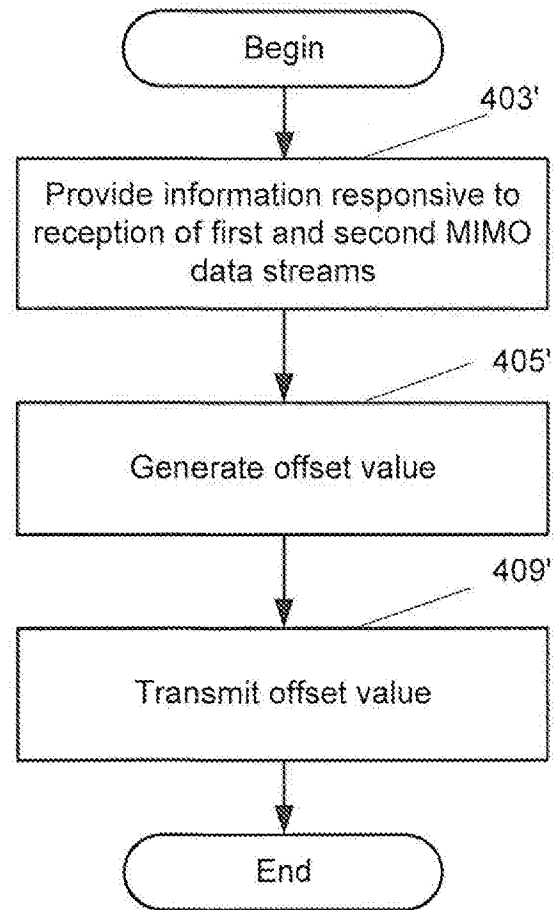 Begin
403'
Provide information responsive to
reception of first and second MIMO
data streams
405'
Generate offset value
409'
Transmit offset value
End